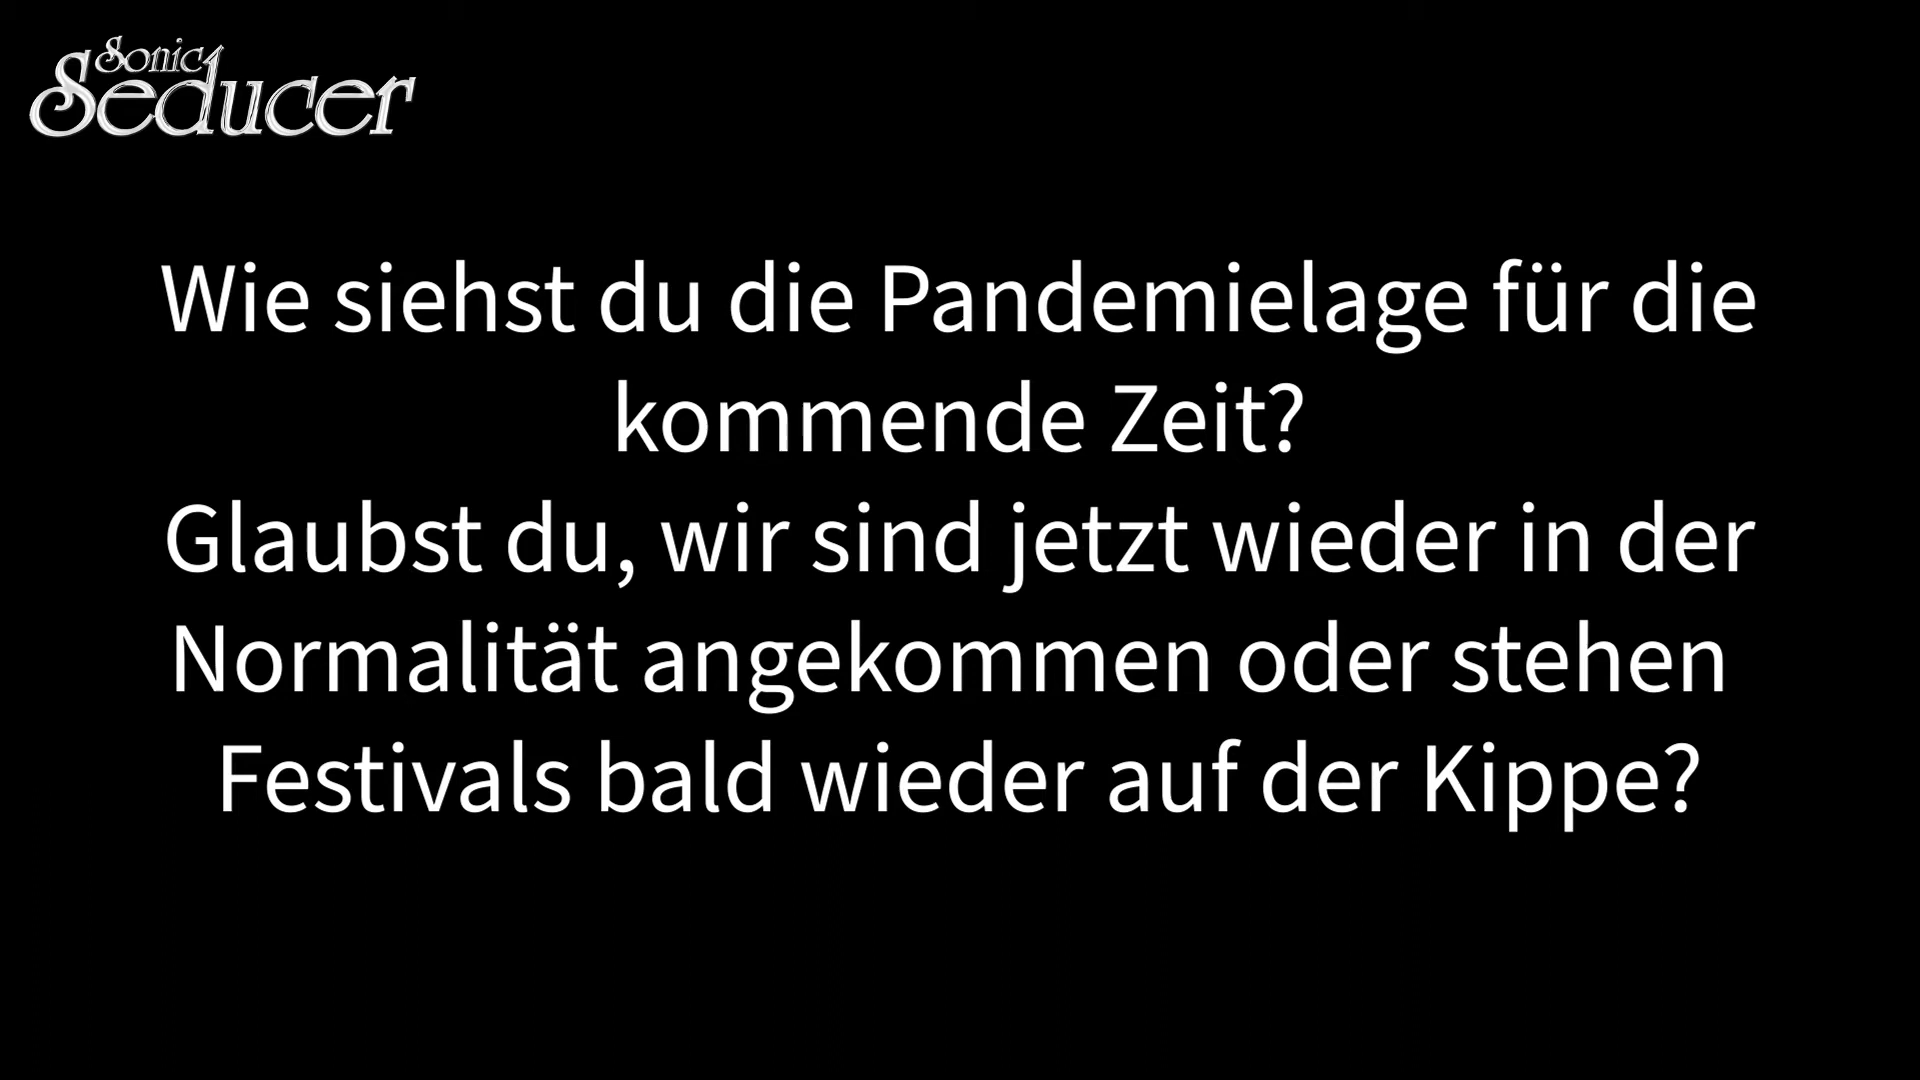 Sonic
Seducer
Wie siehst du die Pandemielage für die
kommende Zeit?
Glaubst du, wir sind jetzt wieder in der
Normalität angekommen oder stehen
Festivals bald wieder auf der Kippe?